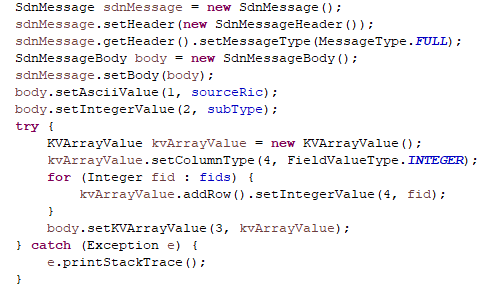 SdnMessage sdnMessage = new SdnMessage();
sdnMessage.setHeader(new SdnMessageHeader());
sdnMessage.getHeader().setMessageType(MessageType.FULL);
SdnMessageBody body = new SdnMessageBody();
sdnMessage.setBody(body);
body.setAsciiValue(1, sourceRic);
body.setIntegerValue(2, subType);
try {
    KVArrayValue kvArrayValue = new KVArrayValue();
    kvArrayValue.setColumnType(4, FieldValueType.INTEGER);
    for (Integer fid : fids) {
        kvArrayValue.addRow().setIntegerValue(4, fid);
    }
    body.setKVArrayValue(3, kvArrayValue);
} catch (Exception e) {
    e.printStackTrace();
}